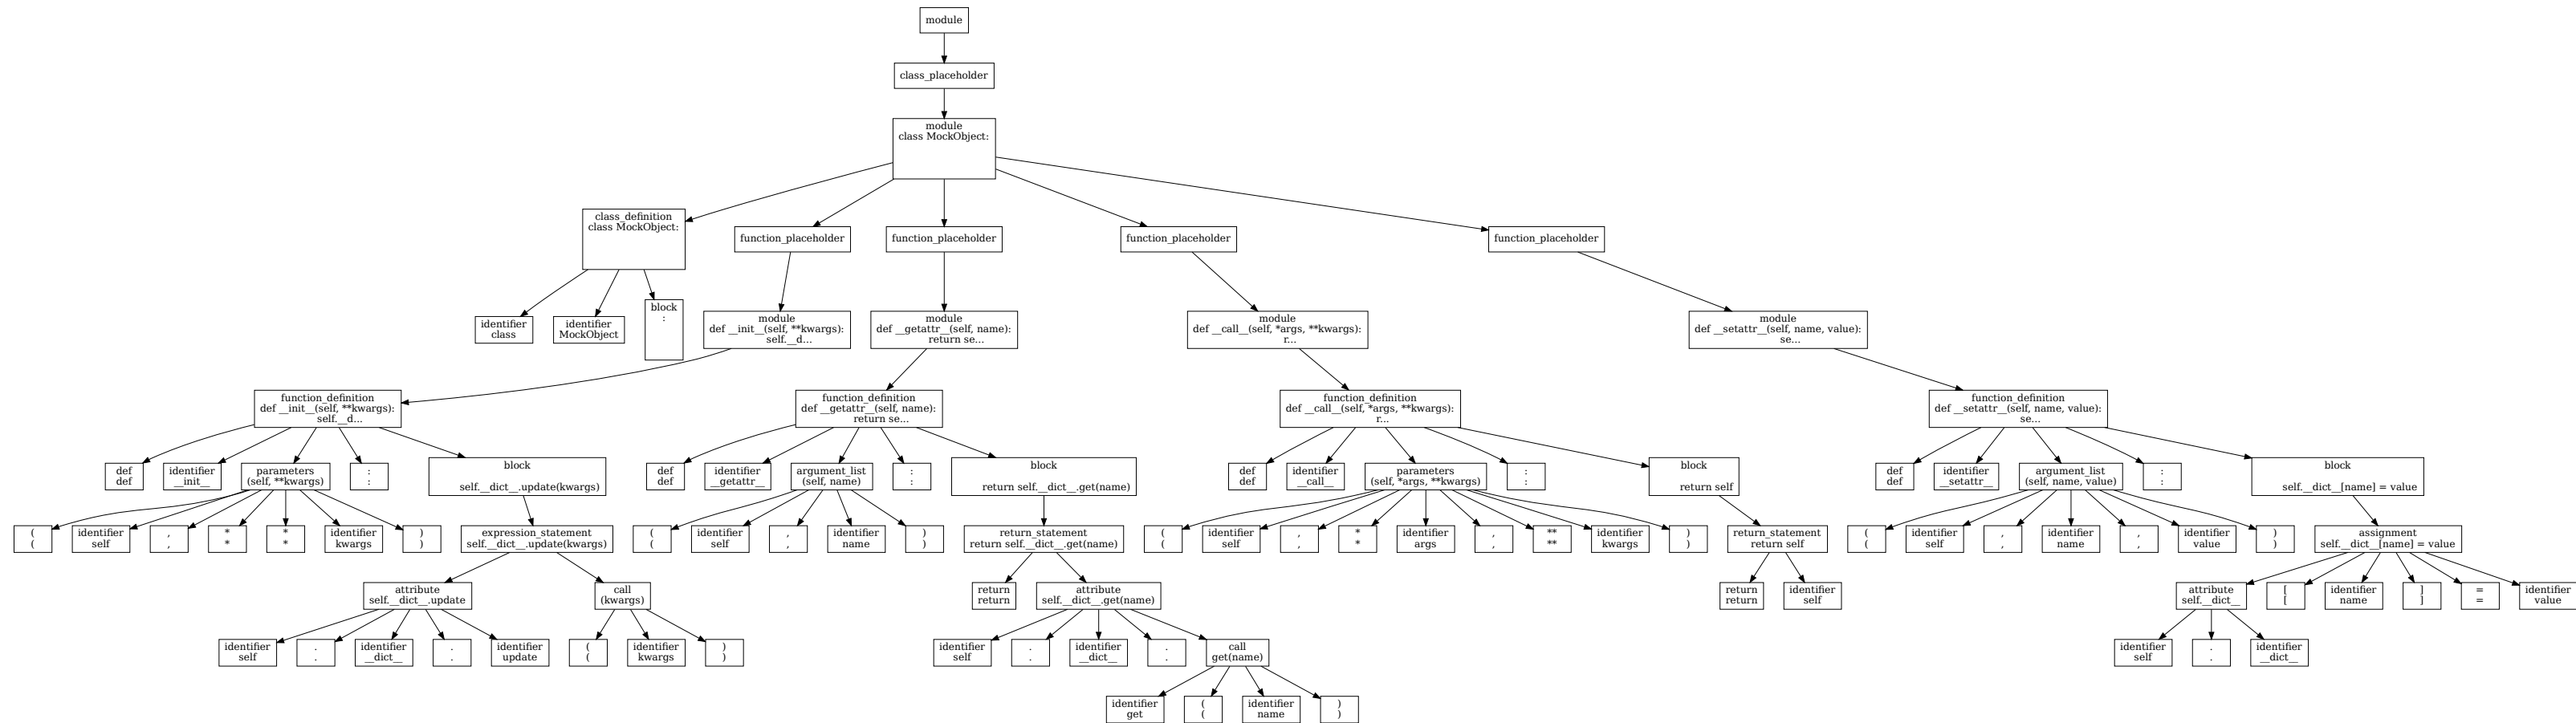 module
class_placeholder
module
class MockObject:
class_definition
class MockObject:
function_placeholder
function_placeholder
function_placeholder
function_placeholder
identifier
class
identifier
MockObject
block
:
module
def __init__(self, **kwargs):
self.__d...
module
def __getattr__(self, name):
return se...
module
def __call__(self, *args, **kwargs):
r...
module
def __setattr__(self, name, value):
se...
function_definition
def __init__(self, **kwargs):
self.__d...
function_definition
def __getattr__(self, name):
return se...
function_definition
def __call__(self, *args, **kwargs):
r...
function_definition
def __setattr__(self, name, value):
se...
def
def
identifier
__init__
parameters
(self, **kwargs)
:
:
block
self.__dict__.update(kwargs)
def
def
identifier
__getattr__
argument_list
(self, name)
:
:
block
return self.__dict__.get(name)
def
def
identifier
__call__
parameters
(self, *args, **kwargs)
:
:
block
return self
def
def
identifier
__setattr__
argument_list
(self, name, value)
:
:
block
self.__dict__[name] = value
(
(
identifier
self
,
,
*
*
*
*
identifier
kwargs
)
)
expression_statement
self.__dict__.update(kwargs)
(
(
identifier
self
,
,
identifier
name
)
)
return_statement
return self.__dict__.get(name)
(
(
identifier
self
,
,
*
*
identifier
args
,
,
**
**
identifier
kwargs
)
)
return_statement
return self
(
(
identifier
self
,
,
identifier
name
,
,
identifier
value
)
)
assignment
self.__dict__[name] = value
attribute
self.__dict__.update
call
(kwargs)
return
return
attribute
self.__dict__.get(name)
return
return
identifier
self
attribute
self.__dict__
[
[
identifier
name
]
]
=
=
identifier
value
identifier
self
.
.
identifier
__dict__
.
.
identifier
update
(
(
identifier
kwargs
)
)
identifier
self
.
.
identifier
__dict__
.
.
call
get(name)
identifier
self
.
.
identifier
__dict__
identifier
get
(
(
identifier
name
)
)